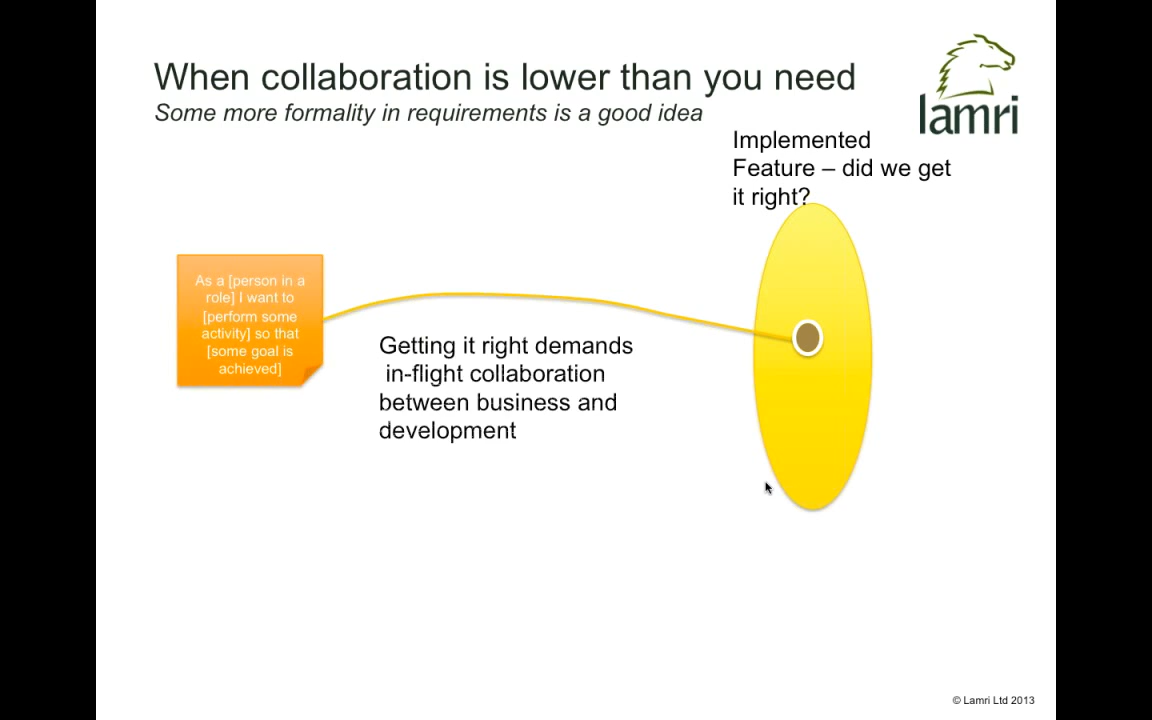 When collaboration is lower than you need
Some more formality in requirements is a good idea
lamri
Implemented
Feature – did we get
it right?
As a [person in a
role] I want to
[perform some
activity] so that
[some goal is
achieved]
Getting it right demands
in-flight collaboration
between business and
development
© Lamri Ltd 2013